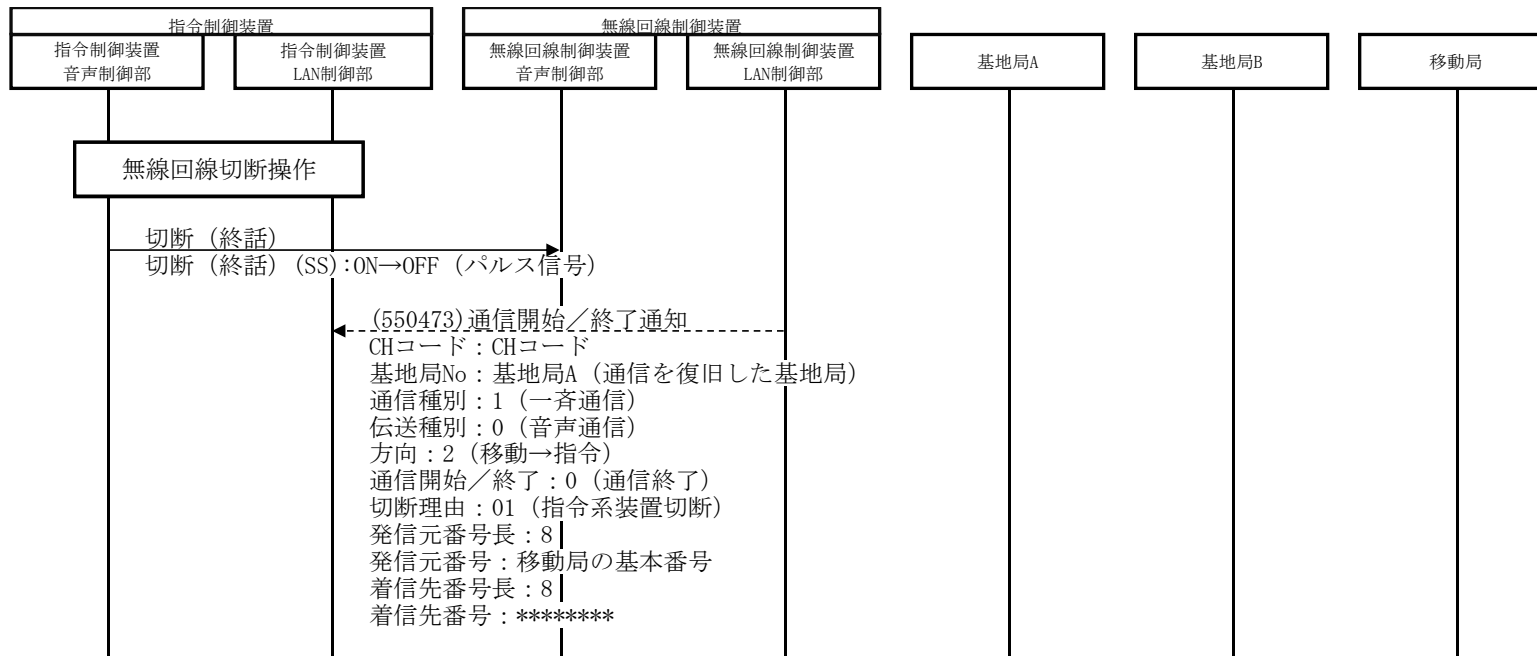 指令制御装置
無線回線制御装置
指令制御装置
音声制御部
指令制御装置
LAN制御部
無線回線制御装置
音声制御部
無線回線制御装置
LAN制御部
基地局A
基地局B
移動局
無線回線切断操作
切断（終話）
切断（終話）(SS):ON→OFF（パルス信号）
(550473)通信開始／終了通知
CHコード：CHコード
基地局No：基地局A（通信を復旧した基地局）
通信種別：1（一斉通信）
伝送種別：0（音声通信）
方向：2（移動→指令）
通信開始／終了：0（通信終了）
切断理由：01（指令系装置切断）
発信元番号長：8
発信元番号：移動局の基本番号
着信先番号長：8
着信先番号：********